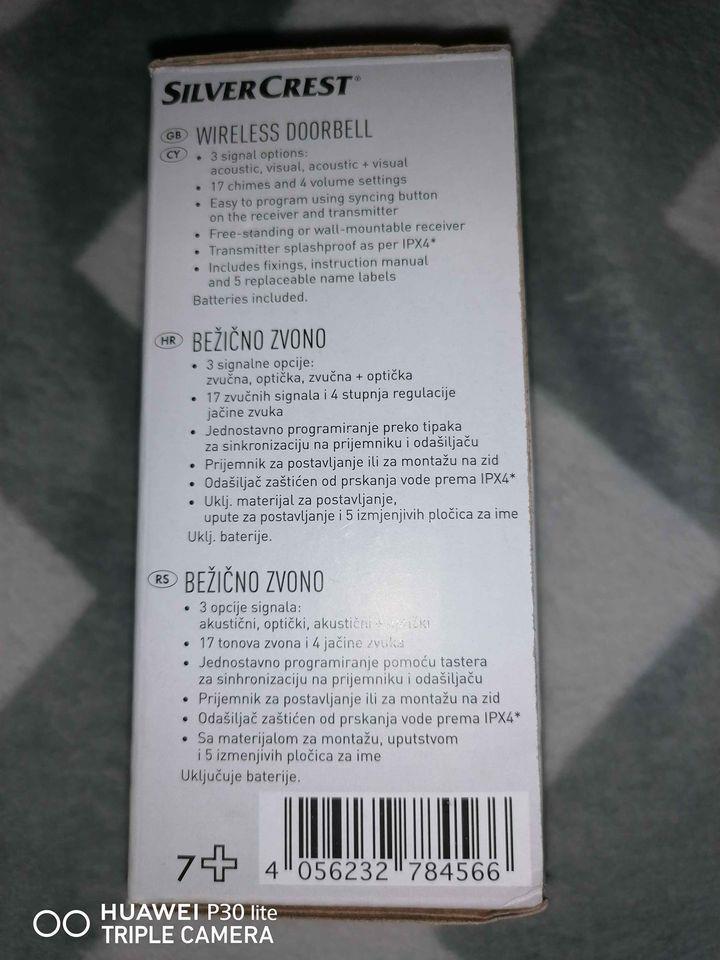 SILVERCREST®
GB WIRELESS DOORBELL
CY • 3 signal options:
acoustic, visual, acoustic + visual
• 17 chimes and 4 volume settings
• Easy to program using syncing button
on the receiver and transmitter
• Free-standing or wall-mountable receiver
• Transmitter splashproof as per IPX4*
• Includes fixings, instruction manual
and 5 replaceable name labels
Batteries included.
HR BEŽIČNO ZVONO
• 3 signalne opcije:
zvučna, optička, zvučna + optička
• 17 zvučnih signala i 4 stupnja regulacije
jačine zvuka
• Jednostavno programiranje preko tipaka
za sinkronizaciju na prijemniku i odašiljaču
• Prijemnik za postavljanje ili za montažu na zid
• Odašiljač zaštićen od prskanja vode prema IPX4*
• Uklj. materijal za postavljanje,
upute za postavljanje i 5 izmjenjivih pločica za ime
Uklj. baterije.
RS BEŽIČNO ZVONO
• 3 opcije signala:
akustični, optički, akustični + optički
• 17 tonova zvona i 4 jačine zvuka
• Jednostavno programiranje pomoću tastera
za sinhronizaciju na prijemniku i odašiljaču
• Prijemnik za postavljanje ili za montažu na zid
• Odašiljač zaštićen od prskanja vode prema IPX4*
• Sa materijalom za montažu, uputstvom
i 5 izmenjivih pločica za ime
Uključuje baterije.
7+
4 056232 784566
HUAWEI P30 lite
TRIPLE CAMERA